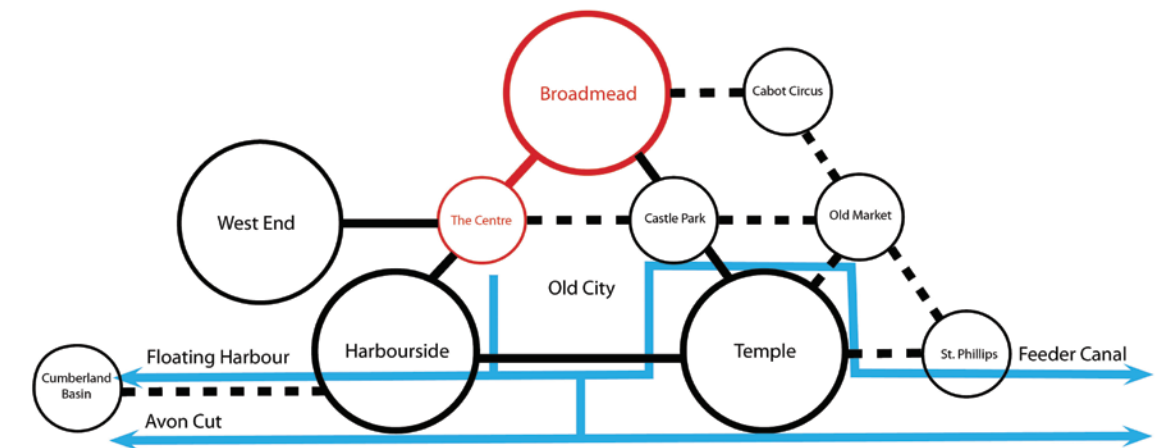 Broadmead
Cabot Circus
West End
The Centre
Castle Park
Old Market
Old City
Floating Harbour
Harbourside
Temple
St. Phillips
Feeder Canal
Cumberland
Basin
Avon Cut